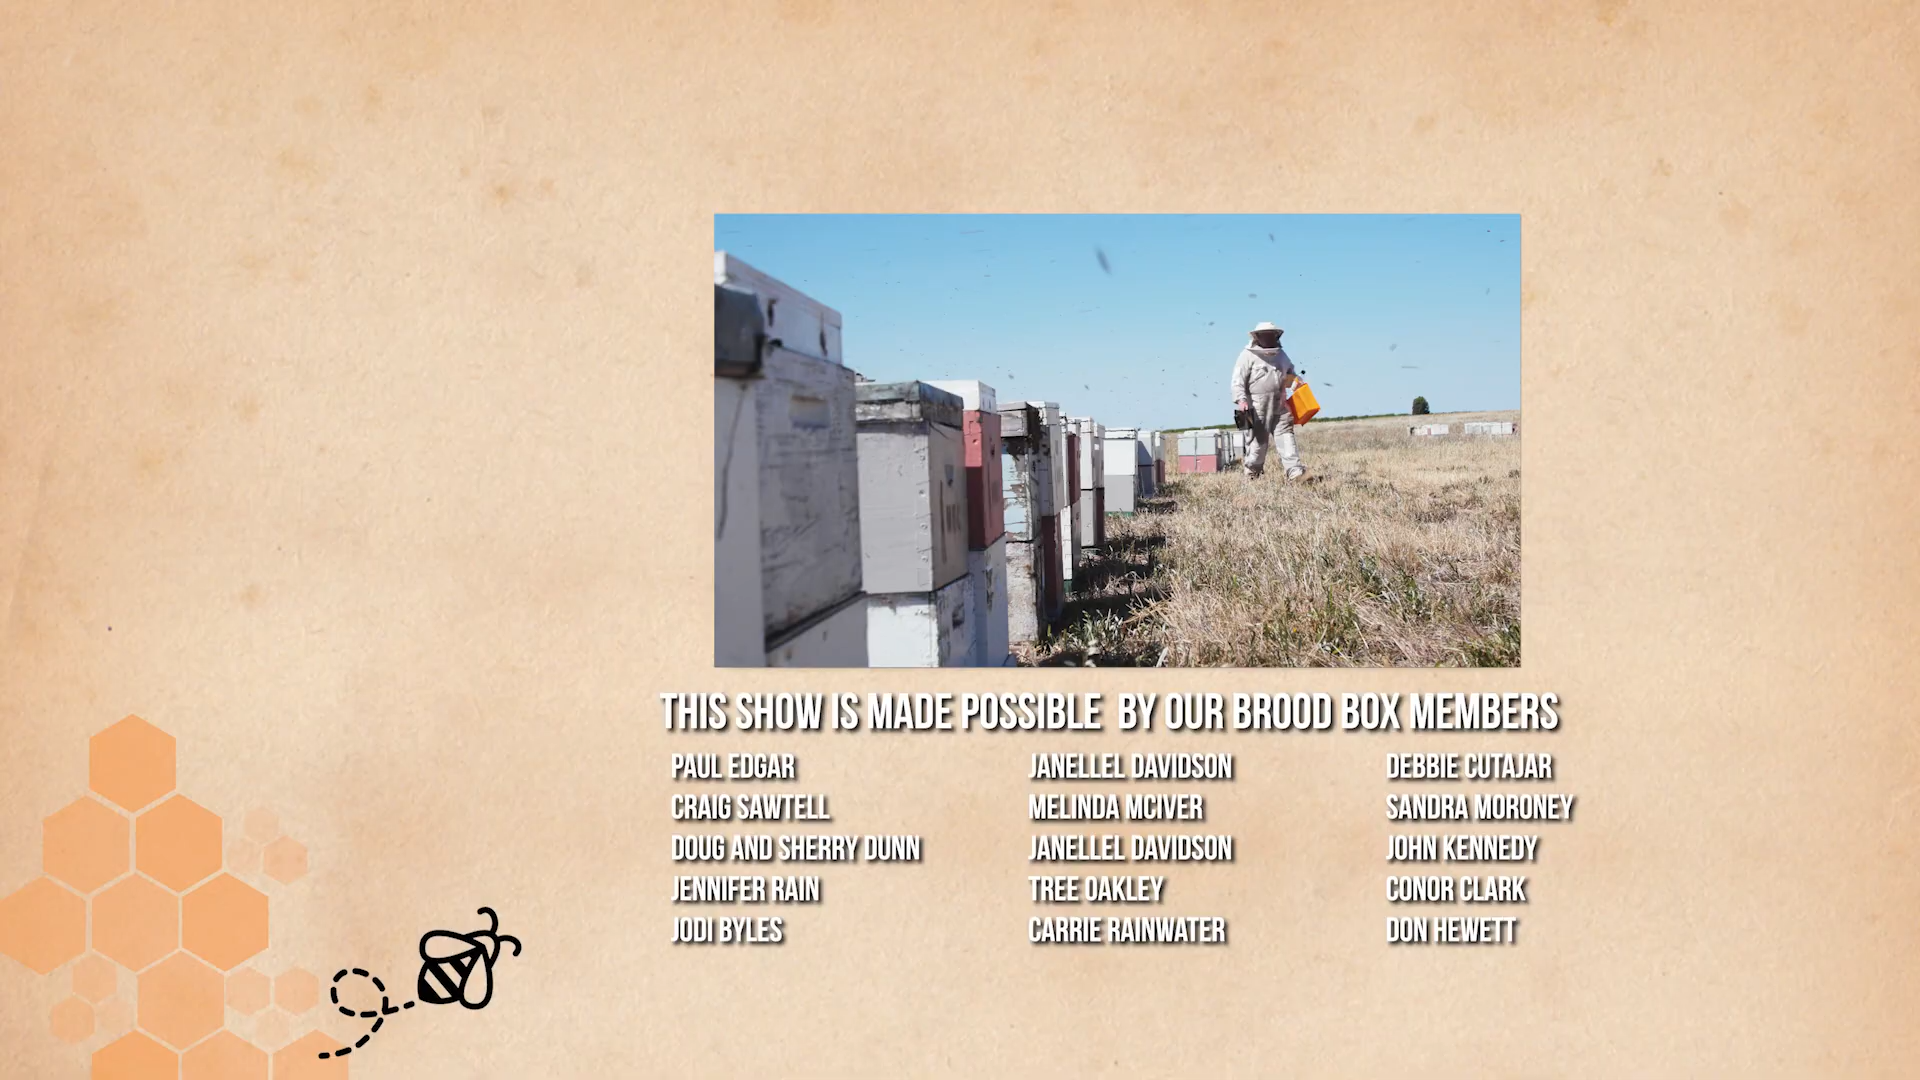 THIS SHOW IS MADE POSSIBLE BY OUR BROOD BOX MEMBERS
PAUL EDGAR
CRAIG SAWTELL
DOUG AND SHERRY DUNN
JENNIFER RAIN
JODI BYLES
JANELLEL DAVIDSON
MELINDA MCIVER
JANELLEL DAVIDSON
TREE OAKLEY
CARRIE RAINWATER
DEBBIE CUTAJAR
SANDRA MORONEY
JOHN KENNEDY
CONOR CLARK
DON HEWETT